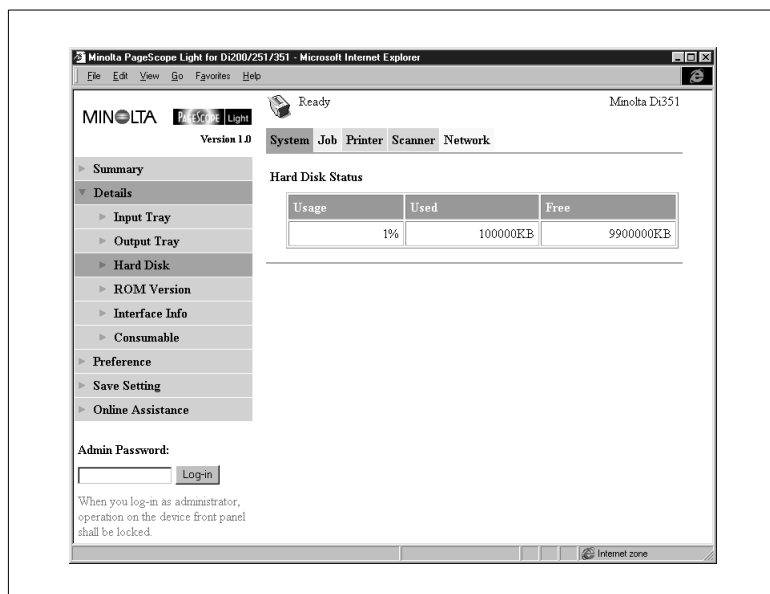 Minolta PageScope Light for Di200/251/351 - Microsoft Internet Explorer
File Edit View Go Favorites Help
MINOLTA PAGESCOPE Light
Version 1.0
Ready
Minolta Di351
System Job Printer Scanner Network
Summary
Details
Input Tray
Output Tray
Hard Disk
ROM Version
Interface Info
Consumable
Preference
Save Setting
Online Assistance
Admin Password:
Log-in
When you log-in as administrator,
operation on the device front panel
shall be locked.
Hard Disk Status
Usage Used Free
1% 100000KB 9900000KB
Internet zone